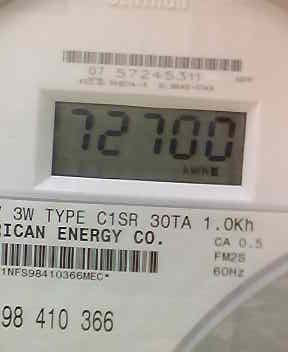 07 57245311
72700
kWh
3W TYPE C1SR 30TA 1.0Kh
RICAN ENERGY CO.
CA 0.5
FM2S
60Hz
1NFS98410366MEC*
98 410 366